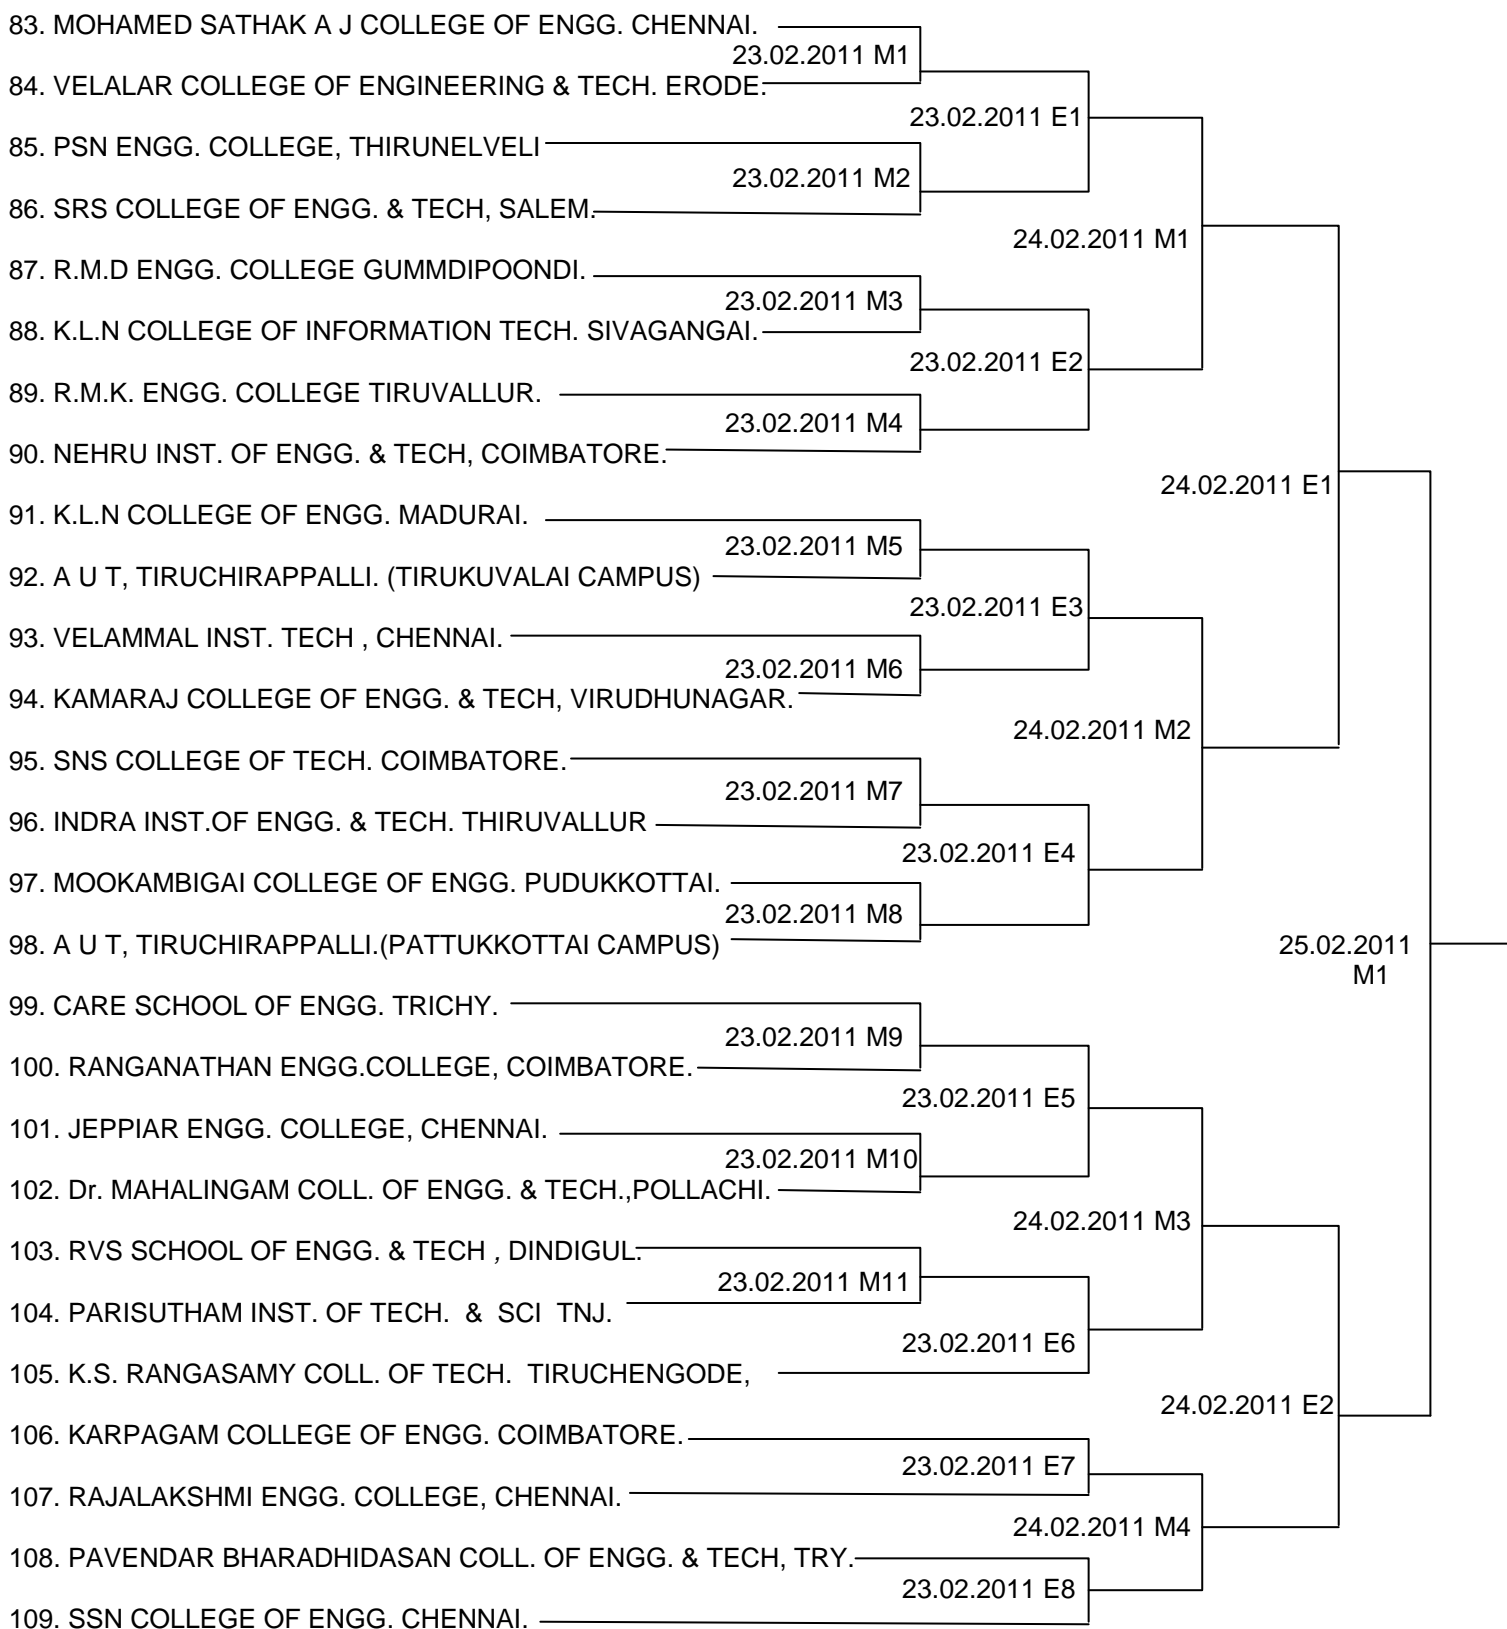 83. MOHAMED SATHAK A J COLLEGE OF ENGG. CHENNAI.
23.02.2011 M1
84. VELALAR COLLEGE OF ENGINEERING & TECH. ERODE.
23.02.2011 E1
85. PSN ENGG. COLLEGE, THIRUNELVELI
23.02.2011 M2
86. SRS COLLEGE OF ENGG. & TECH, SALEM.
24.02.2011 M1
87. R.M.D ENGG. COLLEGE GUMMDIPOONDI.
23.02.2011 M3
88. K.L.N COLLEGE OF INFORMATION TECH. SIVAGANGAI.
23.02.2011 E2
89. R.M.K. ENGG. COLLEGE TIRUVALLUR.
23.02.2011 M4
90. NEHRU INST. OF ENGG. & TECH, COIMBATORE.
24.02.2011 E1
91. K.L.N COLLEGE OF ENGG. MADURAI.
23.02.2011 M5
92. A U T, TIRUCHIRAPPALLI. (TIRUKUVALAI CAMPUS)
23.02.2011 E3
93. VELAMMAL INST. TECH , CHENNAI.
23.02.2011 M6
94. KAMARAJ COLLEGE OF ENGG. & TECH, VIRUDHUNAGAR.
24.02.2011 M2
95. SNS COLLEGE OF TECH. COIMBATORE.
23.02.2011 M7
96. INDRA INST.OF ENGG. & TECH. THIRUVALLUR
23.02.2011 E4
97. MOOKAMBIGAI COLLEGE OF ENGG. PUDUKKOTTAI.
23.02.2011 M8
98. A U T, TIRUCHIRAPPALLI.(PATTUKKOTTAI CAMPUS)
25.02.2011
M1
99. CARE SCHOOL OF ENGG. TRICHY.
23.02.2011 M9
100. RANGANATHAN ENGG.COLLEGE, COIMBATORE.
23.02.2011 E5
101. JEPPIAR ENGG. COLLEGE, CHENNAI.
23.02.2011 M10
102. Dr. MAHALINGAM COLL. OF ENGG. & TECH.,POLLACHI.
24.02.2011 M3
103. RVS SCHOOL OF ENGG. & TECH , DINDIGUL.
23.02.2011 M11
104. PARISUTHAM INST. OF TECH. & SCI TNJ.
23.02.2011 E6
105. K.S. RANGASAMY COLL. OF TECH. TIRUCHENGODE,
24.02.2011 E2
106. KARPAGAM COLLEGE OF ENGG. COIMBATORE.
23.02.2011 E7
107. RAJALAKSHMI ENGG. COLLEGE, CHENNAI.
24.02.2011 M4
108. PAVENDAR BHARADHIDASAN COLL. OF ENGG. & TECH, TRY.
23.02.2011 E8
109. SSN COLLEGE OF ENGG. CHENNAI.